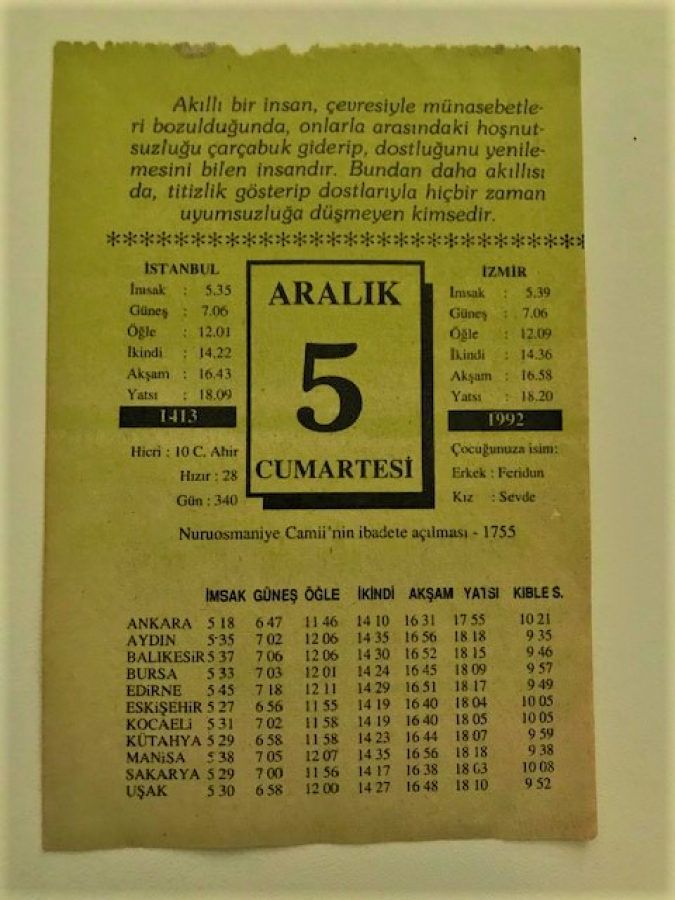 Akıllı bir insan, çevresiyle münasebetle-
ri bozulduğunda, onlarla arasındaki hoşnut-
suzluğu çarçabuk giderip, dostluğunu yenile-
mesini bilen insandır. Bundan daha akıllısı
da, titizlik gösterip dostlarıyla hiçbir zaman
uyumsuzluğa düşmeyen kimsedir.
*********************************
İSTANBUL
İmsak : 5.35
Güneş : 7.06
Öğle : 12.01
İkindi : 14.22
Akşam : 16.43
Yatsı : 18.09
1413
Hicri : 10 C. Ahir
Hızır : 28
Gün : 340
ARALIK
5
CUMARTESİ
İZMİR
İmsak : 5.39
Güneş : 7.06
Öğle : 12.09
İkindi : 14.36
Akşam : 16.58
Yatsı : 18.20
1992
Çocuğunuza isim:
Erkek : Feridun
Kız : Sevde
Nuruosmaniye Camii'nin ibadete açılması - 1755
İMSAK GÜNEŞ ÖĞLE İKİNDİ AKŞAM YATSI KIBLE S.
ANKARA 5 18 6 47 11 46 14 10 16 31 17 55 10 21
AYDIN 5 35 7 02 12 06 14 35 16 56 18 18 9 35
BALIKESiR 5 37 7 06 12 06 14 30 16 52 18 15 9 46
BURSA 5 33 7 03 12 01 14 24 16 45 18 09 9 57
EDiRNE 5 45 7 18 12 11 14 29 16 51 18 17 9 49
ESKiŞEHiR 5 27 6 56 11 55 14 19 16 40 18 04 10 05
KOCAELi 5 31 7 02 11 58 14 19 16 40 18 05 10 05
KÜTAHYA 5 29 6 58 11 58 14 23 16 44 18 07 9 59
MANiSA 5 38 7 05 12 07 14 35 16 56 18 18 9 38
SAKARYA 5 29 7 00 11 56 14 17 16 38 18 03 10 08
UŞAK 5 30 6 58 12 00 14 27 16 48 18 10 9 52